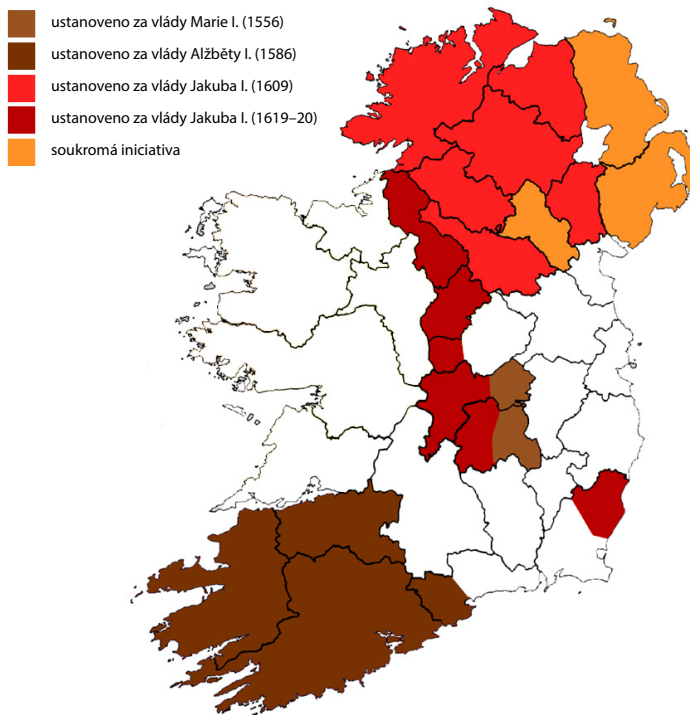 ustanoveno za vlády Marie I. (1556)
ustanoveno za vlády Alžběty I. (1586)
ustanoveno za vlády Jakuba I. (1609)
ustanoveno za vlády Jakuba I. (1619–20)
soukromá iniciativa